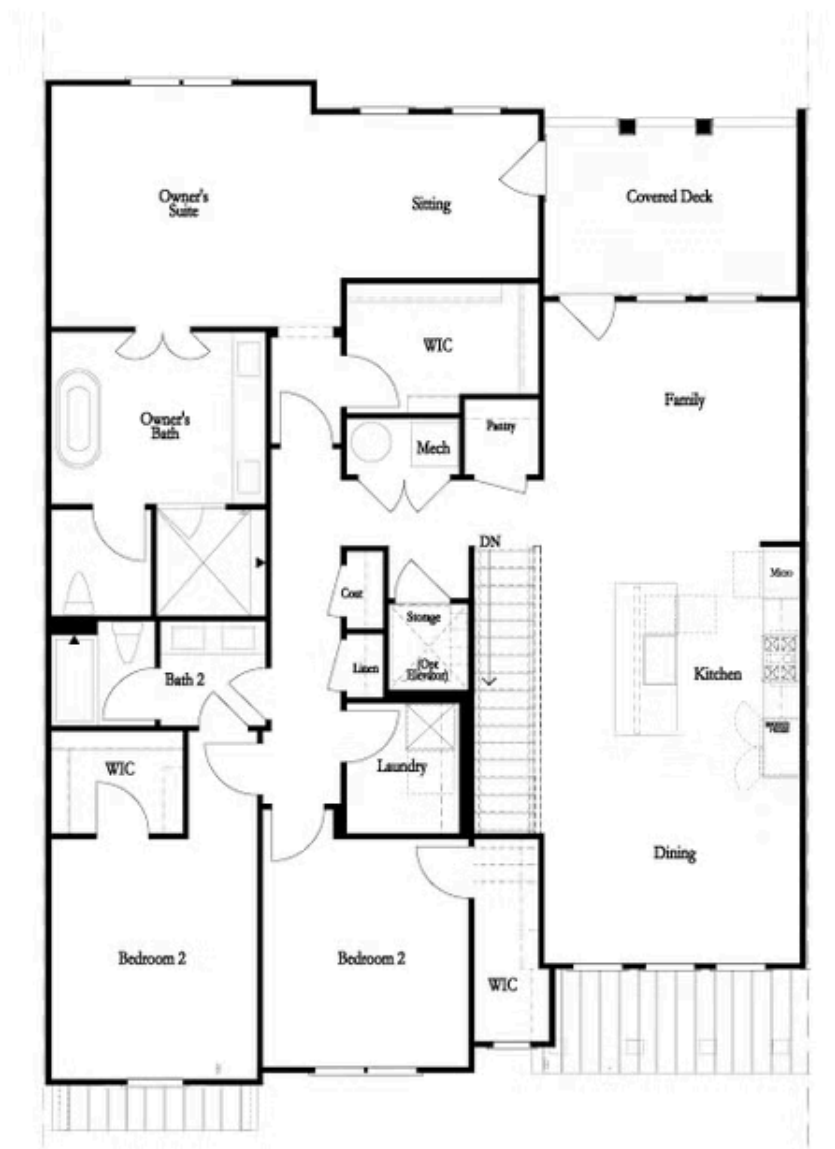 Owner's
Suite
Sitting
Covered Deck
WIC
Family
Owner's
Bath
Pantry
Mech
DN
Micro
Coat
Storage
(Opt
Elevator)
Linen
Kitchen
Bath 2
WIC
Laundry
Dining
Bedroom 2
Bedroom 2
WIC